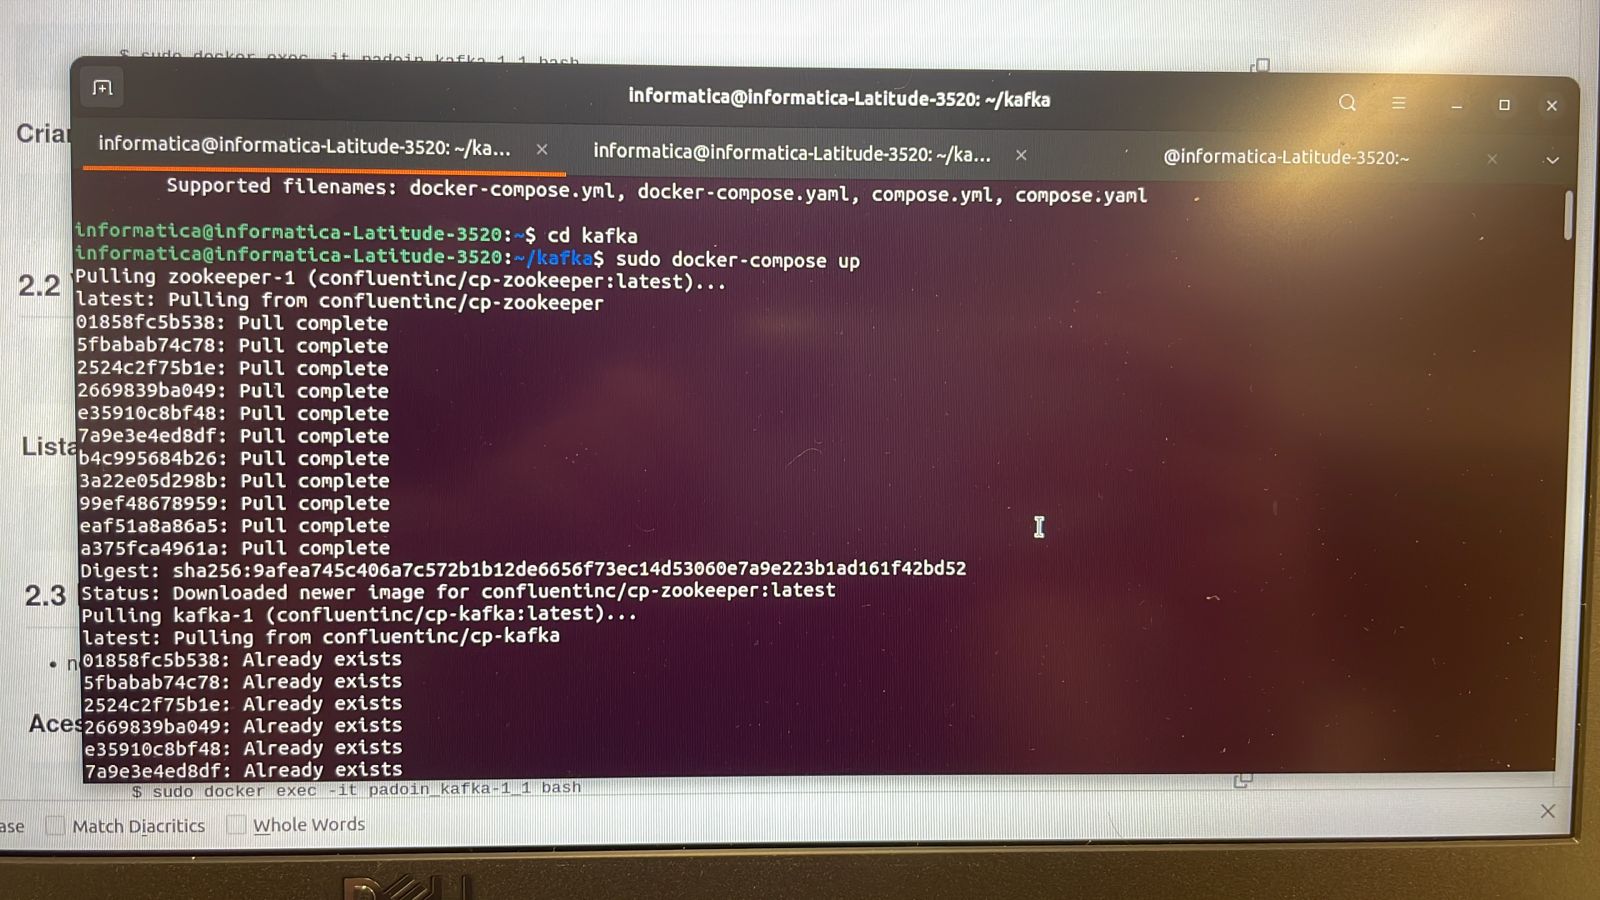 $ sudo docker exec -it padoin_kafka-1_1 bash
informatica@informatica-Latitude-3520: ~/kafka
informatica@informatica-Latitude-3520: ~/ka...
informatica@informatica-Latitude-3520: ~/ka...
@informatica-Latitude-3520:~
Supported filenames: docker-compose.yml, docker-compose.yaml, compose.yml, compose.yaml
informatica@informatica-Latitude-3520:~$ cd kafka
informatica@informatica-Latitude-3520:~/kafka$ sudo docker-compose up
Pulling zookeeper-1 (confluentinc/cp-zookeeper:latest)...
latest: Pulling from confluentinc/cp-zookeeper
01858fc5b538: Pull complete
5fbabab74c78: Pull complete
2524c2f75b1e: Pull complete
2669839ba049: Pull complete
e35910c8bf48: Pull complete
7a9e3e4ed8df: Pull complete
b4c995684b26: Pull complete
3a22e05d298b: Pull complete
99ef48678959: Pull complete
eaf51a8a86a5: Pull complete
a375fca4961a: Pull complete
Digest: sha256:9afea745c406a7c572b1b12de6656f73ec14d53060e7a9e223b1ad161f42bd52
Status: Downloaded newer image for confluentinc/cp-zookeeper:latest
Pulling kafka-1 (confluentinc/cp-kafka:latest)...
latest: Pulling from confluentinc/cp-kafka
01858fc5b538: Already exists
5fbabab74c78: Already exists
2524c2f75b1e: Already exists
2669839ba049: Already exists
e35910c8bf48: Already exists
7a9e3e4ed8df: Already exists
Crian
2.2
Lista
2.3
• n
Aces
$ sudo docker exec -it padoin_kafka-1_1 bash
ase
Match Diacritics
Whole Words
DELL